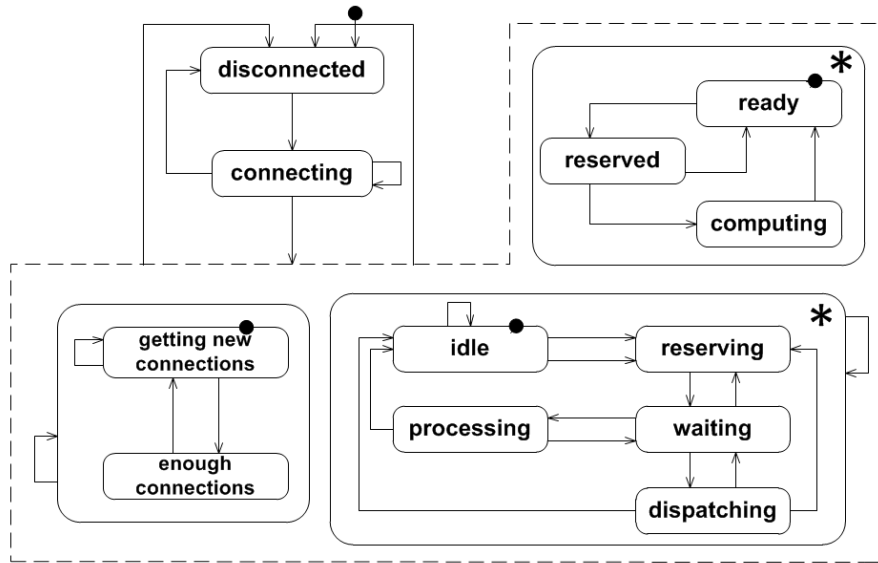 disconnected
connecting
*
ready
reserved
computing
getting new
connections
enough
connections
*
idle
reserving
processing
waiting
dispatching